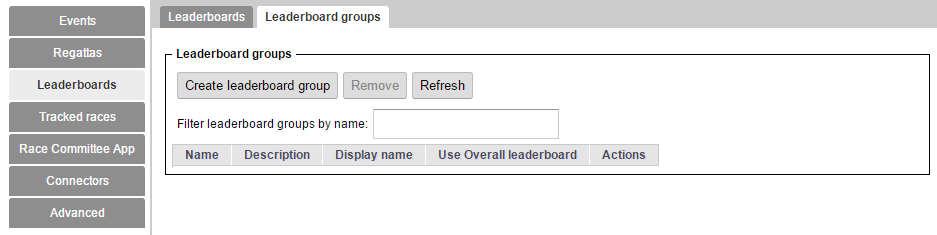 Events
Regattas
Leaderboards
Tracked races
Race Committee App
Connectors
Advanced
Leaderboards Leaderboard groups
Leaderboard groups
Create leaderboard group Remove Refresh
Filter leaderboard groups by name:
Name Description Display name Use Overall leaderboard Actions